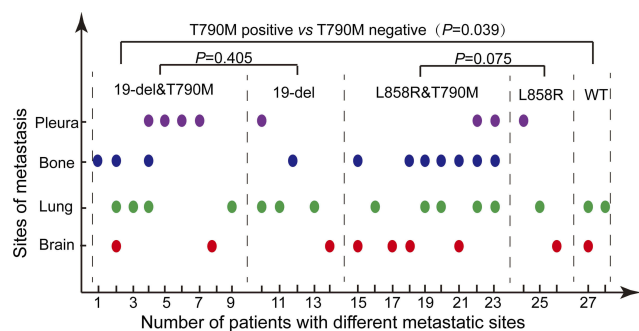 T790M positive vs T790M negative (P=0.039)
P=0.405
P=0.075
19-del&T790M 19-del L858R&T790M L858R WT
Sites of metastasis
Pleura
Bone
Lung
Brain
1 3 5 7 9 11 13 15 17 19 21 23 25 27
Number of patients with different metastatic sites